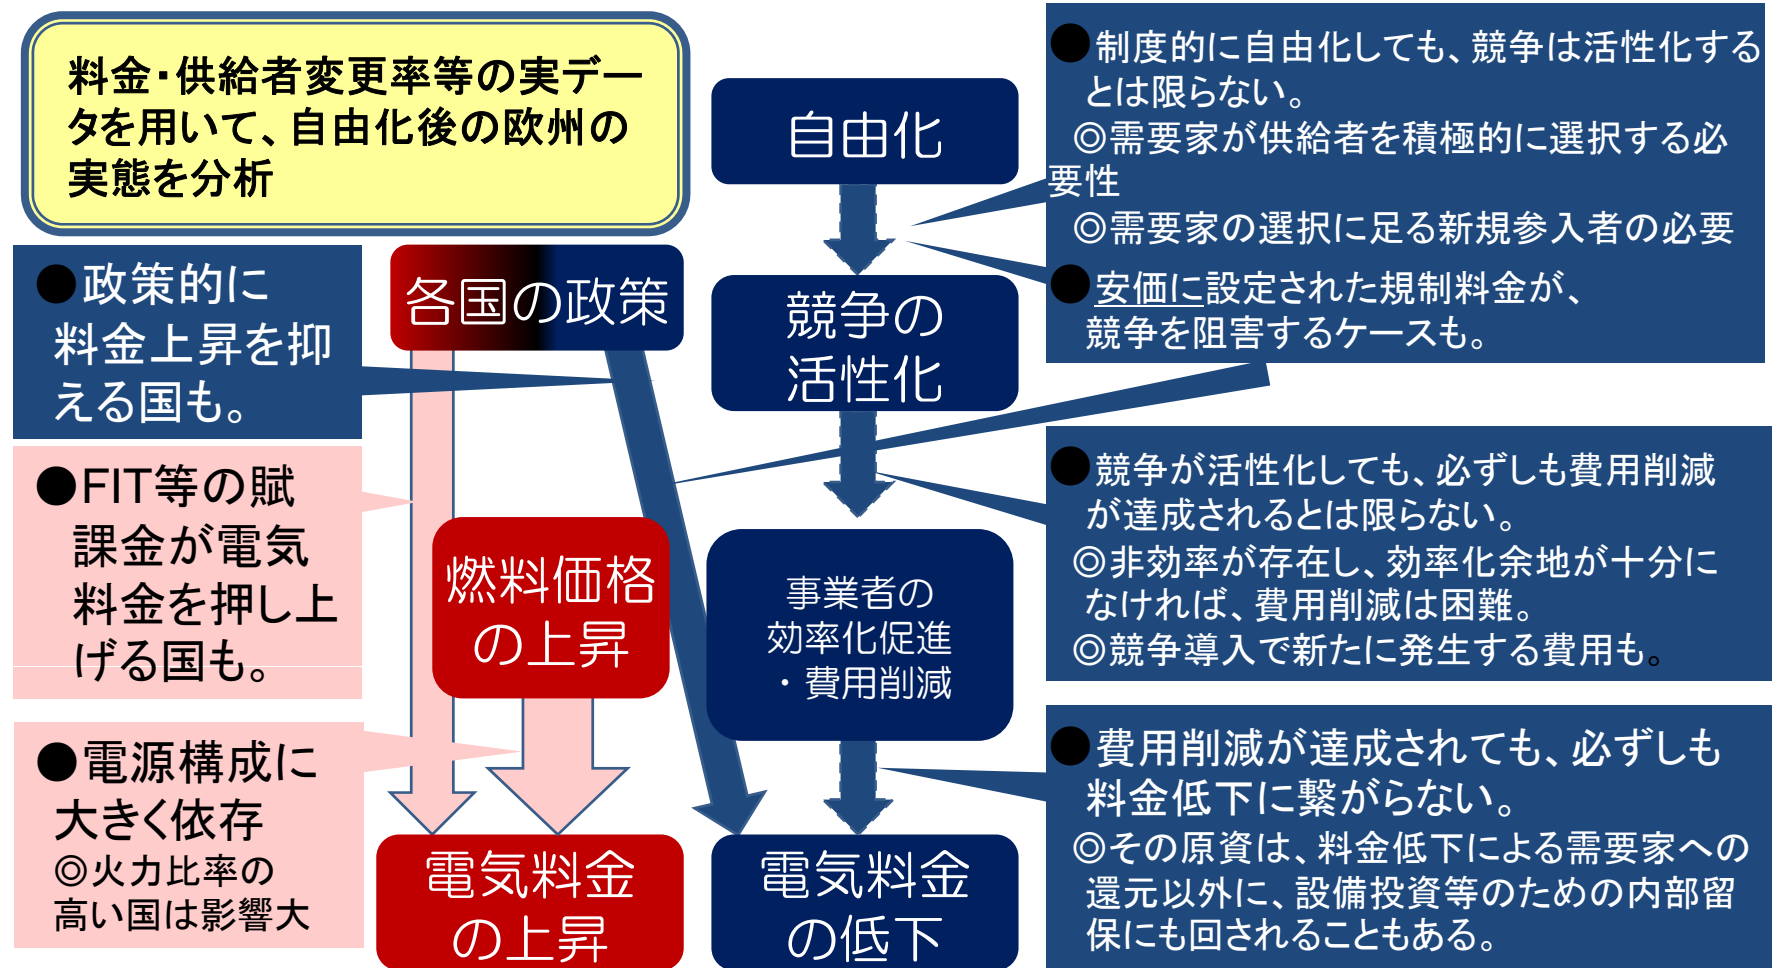 料金・供給者変更率等の実デー
タを用いて、自由化後の欧州の
実態を分析
自由化
競争の
活性化
事業者の
効率化促進
・費用削減
電気料金
の低下
各国の政策
燃料価格
の上昇
電気料金
の上昇
●政策的に
料金上昇を抑
える国も。
●FIT等の賦
課金が電気
料金を押し上
げる国も。
●電源構成に
大きく依存
◎火力比率の
高い国は影響大
●制度的に自由化しても、競争は活性化する
とは限らない。
◎需要家が供給者を積極的に選択する必
要性
◎需要家の選択に足る新規参入者の必要
●安価に設定された規制料金が、
競争を阻害するケースも。
●競争が活性化しても、必ずしも費用削減
が達成されるとは限らない。
◎非効率が存在し、効率化余地が十分に
なければ、費用削減は困難。
◎競争導入で新たに発生する費用も。
●費用削減が達成されても、必ずしも
料金低下に繋がらない。
◎その原資は、料金低下による需要家への
還元以外に、設備投資等のための内部留
保にも回されることもある。